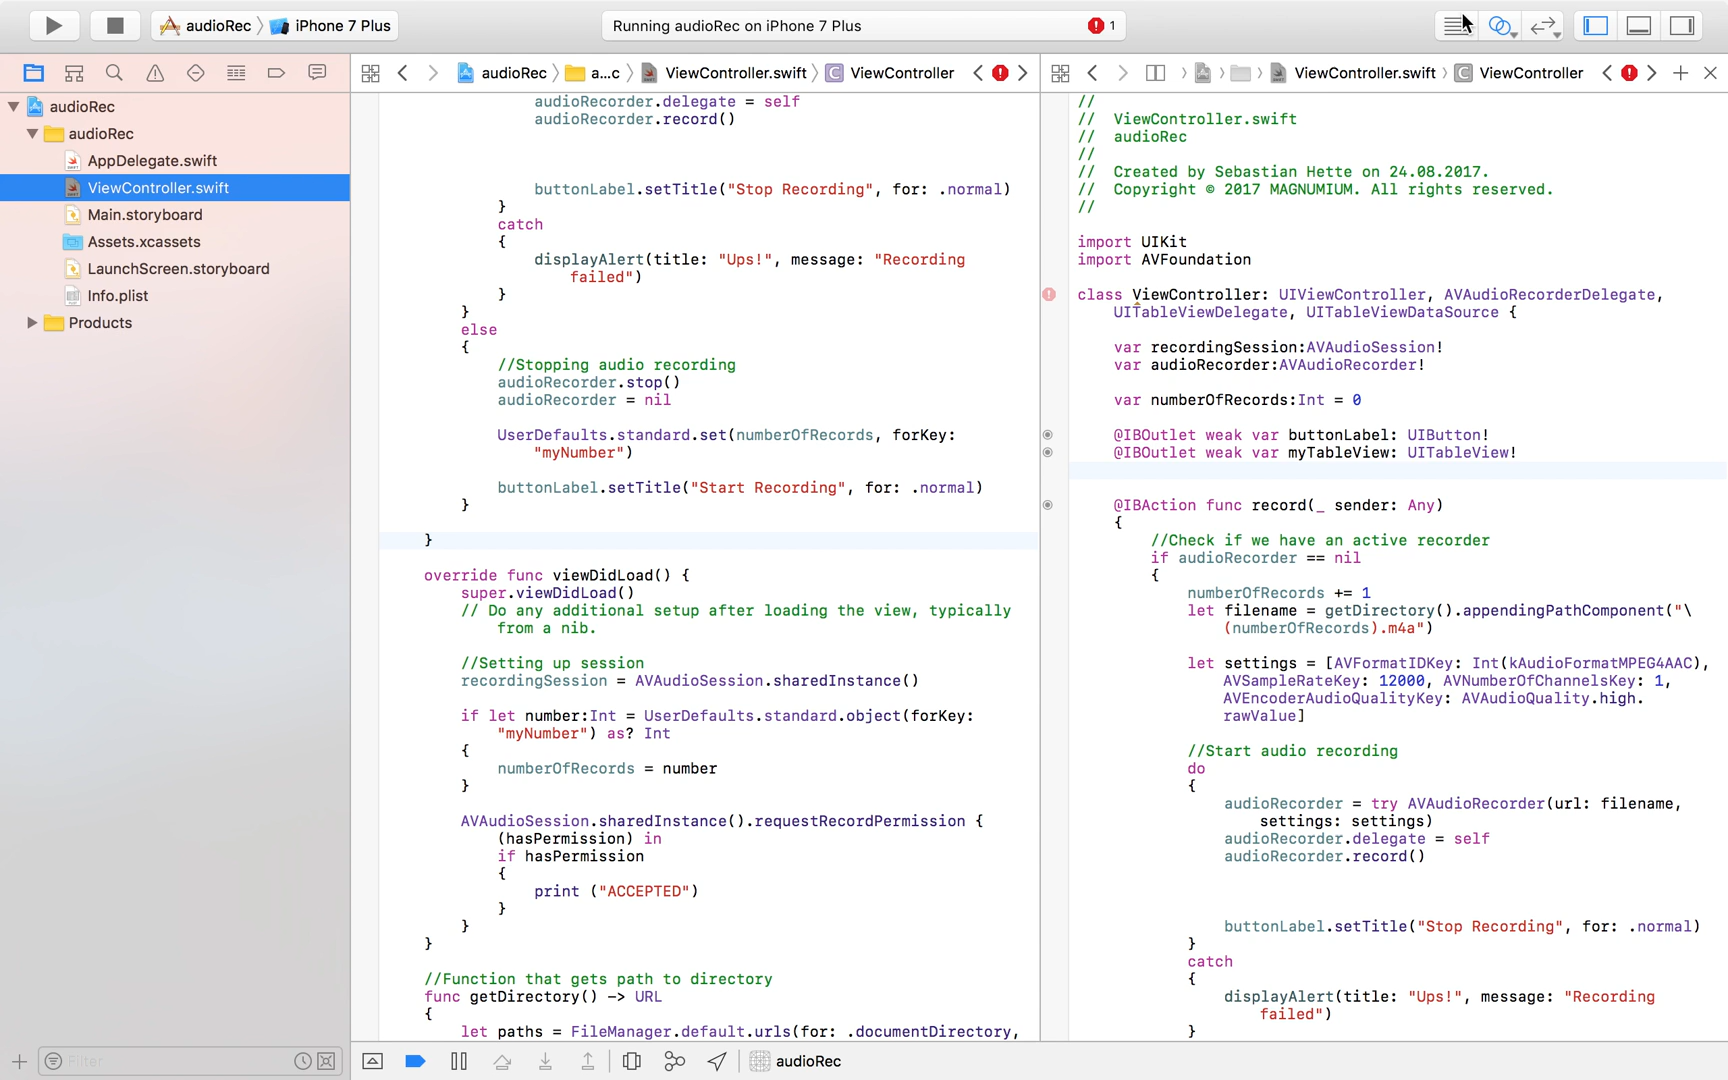 audioRec iPhone 7 Plus
Running audioRec on iPhone 7 Plus
1
audioRec a...c ViewController.swift ViewController
ViewController.swift ViewController
audioRec
audioRec
AppDelegate.swift
ViewController.swift
Main.storyboard
Assets.xcassets
LaunchScreen.storyboard
Info.plist
Products
Filter
audioRecorder.delegate = self
audioRecorder.record()
buttonLabel.setTitle("Stop Recording", for: .normal)
}
catch
{
displayAlert(title: "Ups!", message: "Recording
failed")
}
}
else
{
//Stopping audio recording
audioRecorder.stop()
audioRecorder = nil
UserDefaults.standard.set(numberOfRecords, forKey:
"myNumber")
buttonLabel.setTitle("Start Recording", for: .normal)
}
}
override func viewDidLoad() {
super.viewDidLoad()
// Do any additional setup after loading the view, typically
from a nib.
//Setting up session
recordingSession = AVAudioSession.sharedInstance()
if let number:Int = UserDefaults.standard.object(forKey:
"myNumber") as? Int
{
numberOfRecords = number
}
AVAudioSession.sharedInstance().requestRecordPermission {
(hasPermission) in
if hasPermission
{
print ("ACCEPTED")
}
}
}
//Function that gets path to directory
func getDirectory() -> URL
{
let paths = FileManager.default.urls(for: .documentDirectory,
//
// ViewController.swift
// audioRec
//
// Created by Sebastian Hette on 24.08.2017.
// Copyright © 2017 MAGNUMIUM. All rights reserved.
//
import UIKit
import AVFoundation
class ViewController: UIViewController, AVAudioRecorderDelegate,
UITableViewDelegate, UITableViewDataSource {
var recordingSession:AVAudioSession!
var audioRecorder:AVAudioRecorder!
var numberOfRecords:Int = 0
@IBOutlet weak var buttonLabel: UIButton!
@IBOutlet weak var myTableView: UITableView!
@IBAction func record(_ sender: Any)
{
//Check if we have an active recorder
if audioRecorder == nil
{
numberOfRecords += 1
let filename = getDirectory().appendingPathComponent("\
(numberOfRecords).m4a")
let settings = [AVFormatIDKey: Int(kAudioFormatMPEG4AAC),
AVSampleRateKey: 12000, AVNumberOfChannelsKey: 1,
AVEncoderAudioQualityKey: AVAudioQuality.high.
rawValue]
//Start audio recording
do
{
audioRecorder = try AVAudioRecorder(url: filename,
settings: settings)
audioRecorder.delegate = self
audioRecorder.record()
buttonLabel.setTitle("Stop Recording", for: .normal)
}
catch
{
displayAlert(title: "Ups!", message: "Recording
failed")
}
audioRec